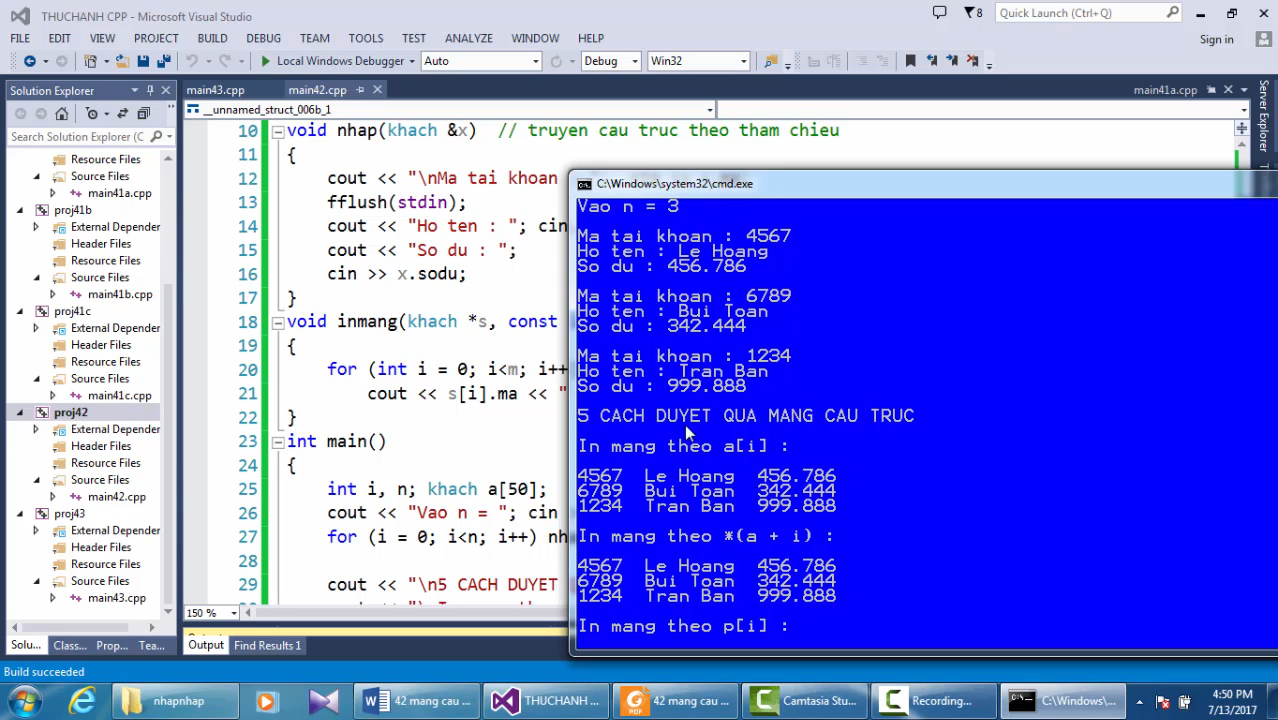 THUCHANH CPP - Microsoft Visual Studio
8
Quick Launch (Ctrl+Q)
FILE EDIT VIEW PROJECT BUILD DEBUG TEAM TOOLS TEST ANALYZE WINDOW HELP
Sign in
Local Windows Debugger
Auto
Debug
Win32
Solution Explorer
main43.cpp
main42.cpp
main41a.cpp
__unnamed_struct_006b_1
Search Solution Explorer (C
Resource Files
Source Files
main41a.cpp
proj41b
External Depender
Header Files
Resource Files
Source Files
main41b.cpp
proj41c
External Depender
Header Files
Resource Files
Source Files
main41c.cpp
proj42
External Depender
Header Files
Resource Files
Source Files
main42.cpp
proj43
External Depender
Header Files
Resource Files
Source Files
main43.cpp
Solu...
Class...
Prop...
Team...
10 void nhap(khach &x) // truyen cau truc theo tham chieu
11 {
12 cout << "\nMa tai khoan
13 fflush(stdin);
14 cout << "Ho ten : "; cin
15 cout << "So du : ";
16 cin >> x.sodu;
17 }
18 void inmang(khach *s, const
19 {
20 for (int i = 0; i<m; i++
21 cout << s[i].ma << "
22 }
23 int main()
24 {
25 int i, n; khach a[50];
26 cout << "Vao n = "; cin
27 for (i = 0; i<n; i++) nh
28
29 cout << "\n5 CACH DUYET
150 %
Output
Find Results 1
Server Explorer
C:\Windows\system32\cmd.exe
Vao n = 3
Ma tai khoan : 4567
Ho ten : Le Hoang
So du : 456.786
Ma tai khoan : 6789
Ho ten : Bui Toan
So du : 342.444
Ma tai khoan : 1234
Ho ten : Tran Ban
So du : 999.888
5 CACH DUYET QUA MANG CAU TRUC
In mang theo a[i] :
4567 Le Hoang 456.786
6789 Bui Toan 342.444
1234 Tran Ban 999.888
In mang theo *(a + i) :
4567 Le Hoang 456.786
6789 Bui Toan 342.444
1234 Tran Ban 999.888
In mang theo p[i] :
Build succeeded
nhapnhap
42 mang cau ...
THUCHANH ...
42 mang cau ...
Camtasia Stu...
Recording...
C:\Windows\...
4:50 PM
7/13/2017